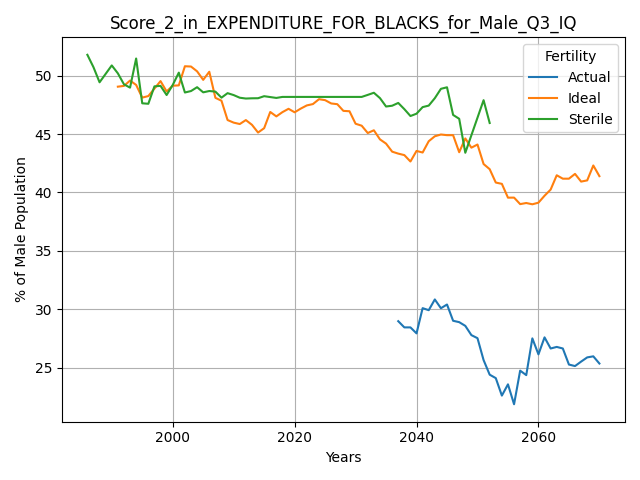 Score_2_in_EXPENDITURE_FOR_BLACKS_for_Male_Q3_IQ
% of Male Population
50
45
40
35
30
25
2000
2020
2040
2060
Years
Fertility
Actual
Ideal
Sterile